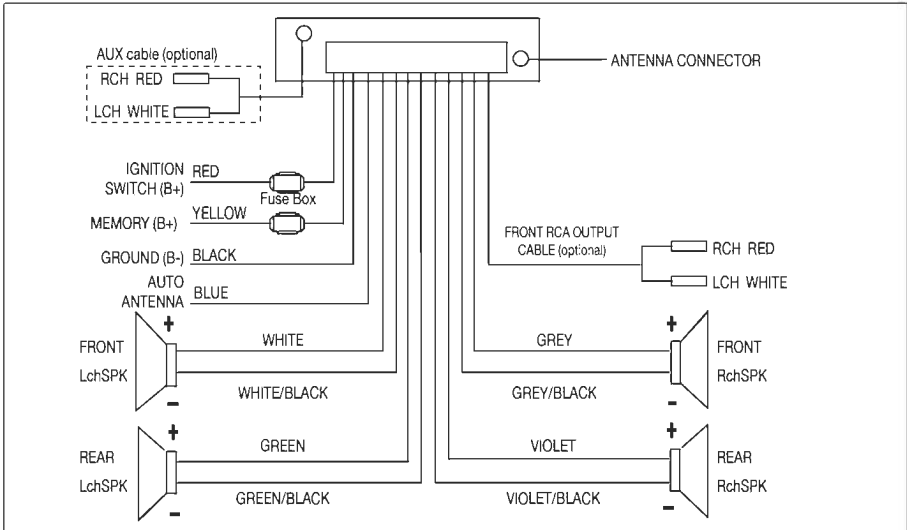 AUX cable (optional)
RCH RED
LCH WHITE
ANTENNA CONNECTOR
IGNITION
SWITCH (B+)
RED
Fuse Box
MEMORY (B+)
YELLOW
GROUND (B-)
BLACK
AUTO
ANTENNA
BLUE
FRONT RCA OUTPUT
CABLE (optional)
RCH RED
LCH WHITE
+
FRONT
LchSPK
-
WHITE
WHITE/BLACK
GREY
GREY/BLACK
+
FRONT
RchSPK
-
+
REAR
LchSPK
-
GREEN
GREEN/BLACK
VIOLET
VIOLET/BLACK
+
REAR
RchSPK
-